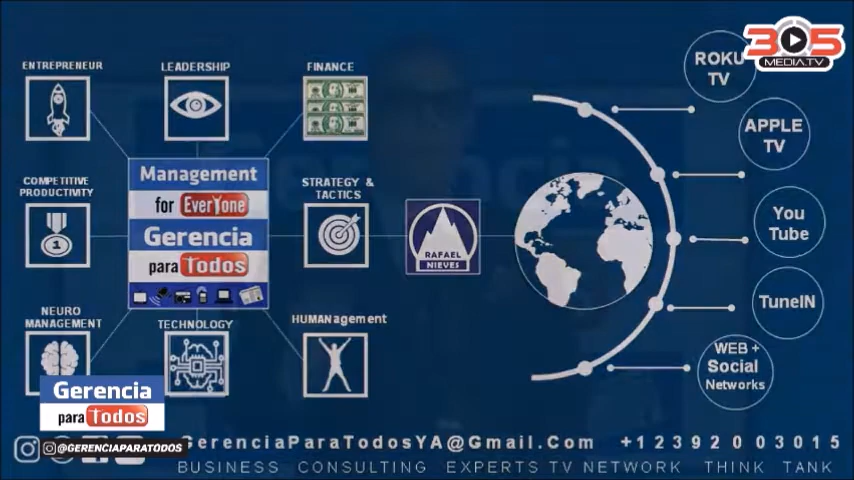 305
MEDIA.TV
ENTREPRENEUR
LEADERSHIP
FINANCE
ROKU
TV
APPLE
TV
COMPETITIVE
PRODUCTIVITY
Management
for EverYone
Gerencia
para Todos
STRATEGY &
TACTICS
RAFAEL
NIEVES
1
You
Tube
TuneIN
NEURO
MANAGEMENT
TECHNOLOGY
HUMANagement
WEB +
Social
Networks
Gerencia
para Todos
@GERENCIAPARATODOS
GerenciaParaTodosYA@Gmail.Com +12392003015
BUSINESS CONSULTING EXPERTS TV NETWORK THINK TANK